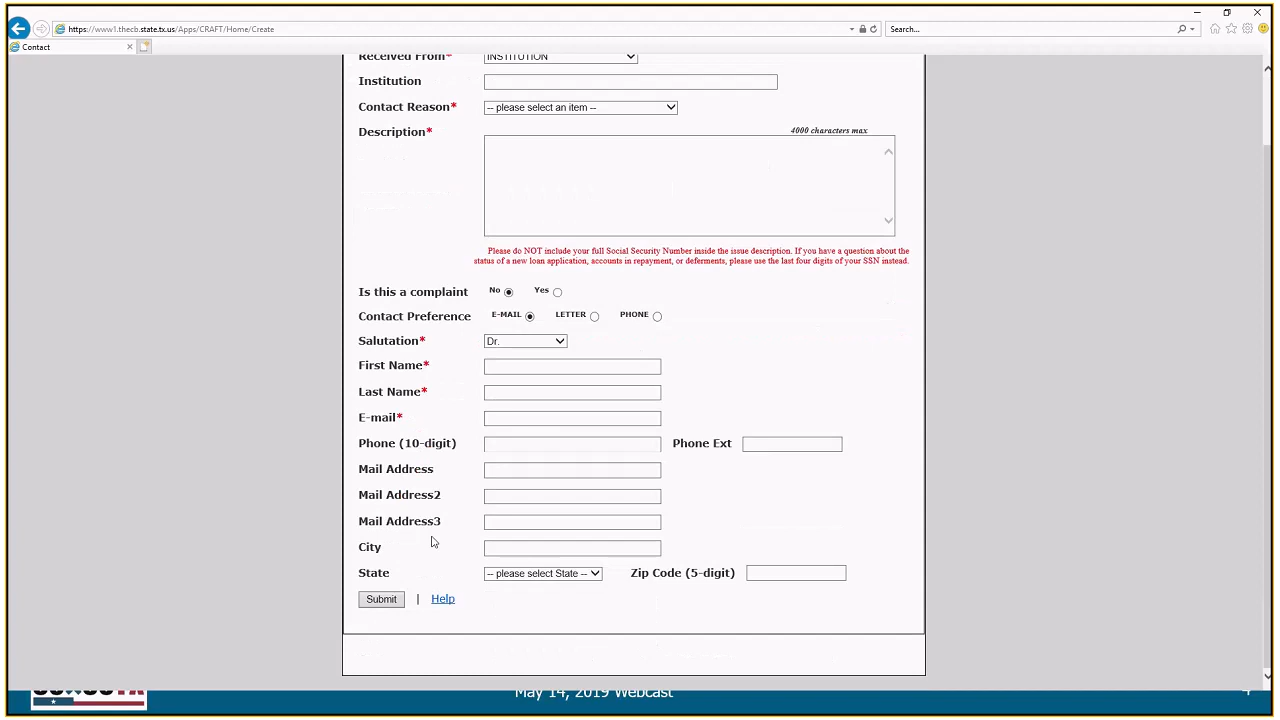 https://www1.thecb.state.tx.us/Apps/CRAFT/Home/Create
Search...
Contact
Received From* INSTITUTION
Institution
Contact Reason* -- please select an item --
Description* 4000 characters max
Please do NOT include your full Social Security Number inside the issue description. If you have a question about the
status of a new loan application, accounts in repayment, or deferments, please use the last four digits of your SSN instead.
Is this a complaint No Yes
Contact Preference E-MAIL LETTER PHONE
Salutation* Dr.
First Name*
Last Name*
E-mail*
Phone (10-digit) Phone Ext
Mail Address
Mail Address2
Mail Address3
City
State -- please select State -- Zip Code (5-digit)
Submit | Help
May 14, 2019 Webcast